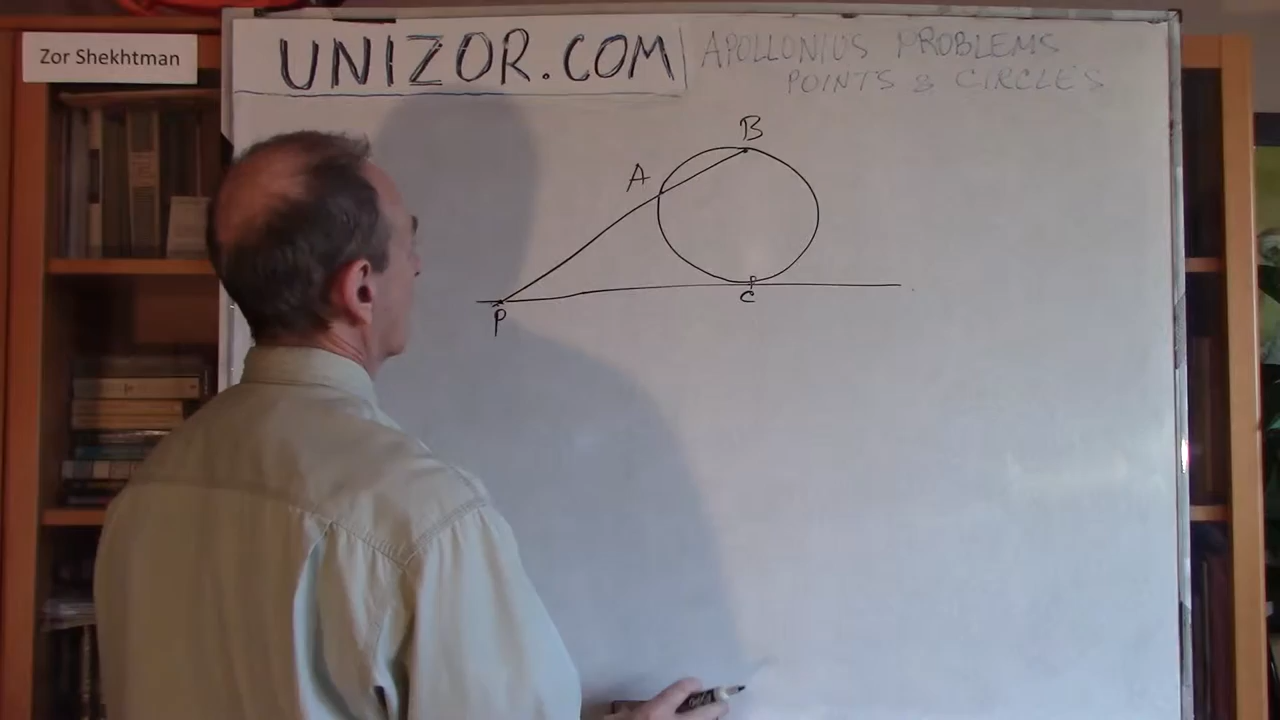 Zor Shekhtman
UNIZOR.COM
APOLLONIUS PROBLEMS
POINTS & CIRCLES
B
A
P
C